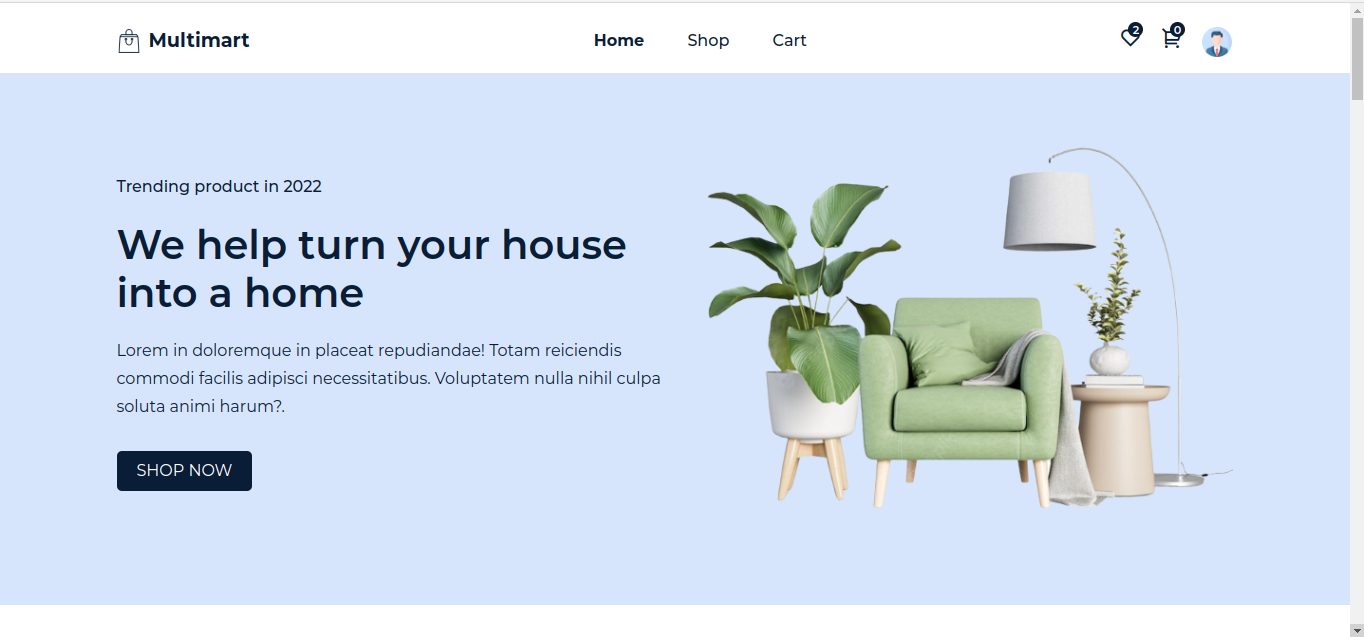 Multimart
Home
Shop
Cart
2
0
Trending product in 2022
We help turn your house
into a home
Lorem in doloremque in placeat repudiandae! Totam reiciendis
commodi facilis adipisci necessitatibus. Voluptatem nulla nihil culpa
soluta animi harum?.
SHOP NOW